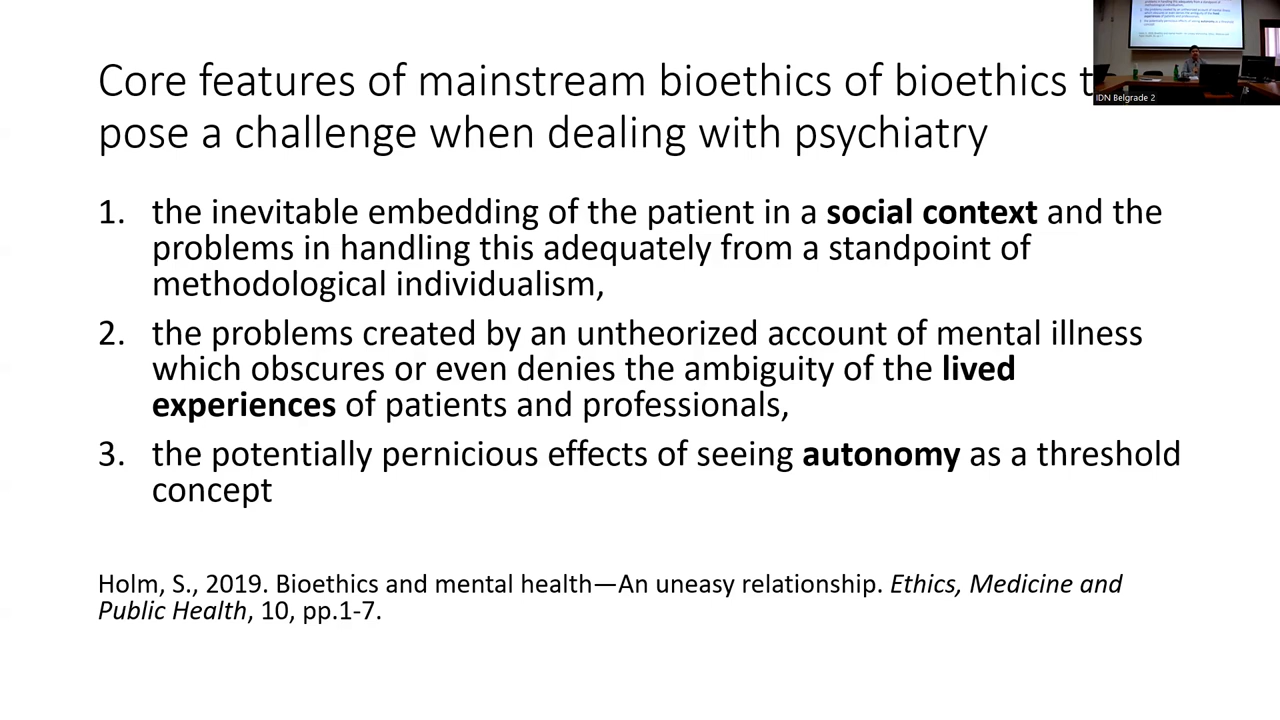 Core features of mainstream bioethics of bioethics
pose a challenge when dealing with psychiatry
IDN Belgrade 2
1. the inevitable embedding of the patient in a social context and the
problems in handling this adequately from a standpoint of
methodological individualism,
2. the problems created by an untheorized account of mental illness
which obscures or even denies the ambiguity of the lived
experiences of patients and professionals,
3. the potentially pernicious effects of seeing autonomy as a threshold
concept
Holm, S., 2019. Bioethics and mental health—An uneasy relationship. Ethics, Medicine and
Public Health, 10, pp.1-7.